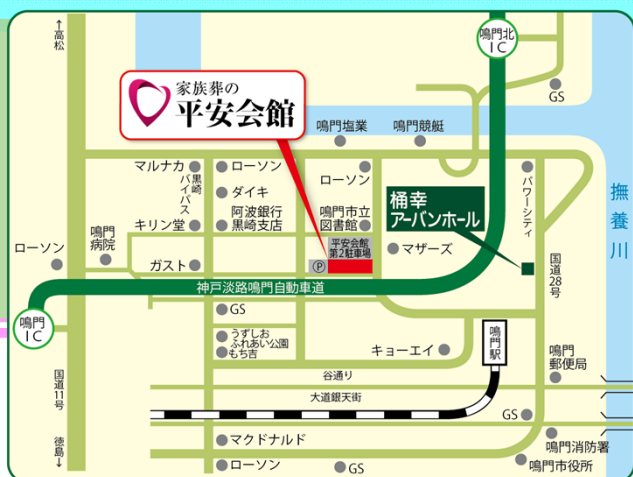 ↑高松
鳴門北
IC
GS
家族葬の
平安会館
鳴門塩業
鳴門競艇
マルナカ
黒崎
バイパス
ローソン
ローソン
パワーシティ
撫養川
ダイキ
桶幸
アーバンホール
キリン堂
阿波銀行
黒崎支店
鳴門市立
図書館
鳴門
病院
ローソン
平安会館
第2駐車場
マザーズ
ガスト
P
国道28号
神戸淡路鳴門自動車道
鳴門
IC
GS
うずしお
ふれあい公園
もち吉
キョーエイ
鳴門駅
鳴門
郵便局
国道11号
谷通り
大道銀天街
GS
徳島↓
マクドナルド
鳴門消防署
ローソン
GS
鳴門市役所